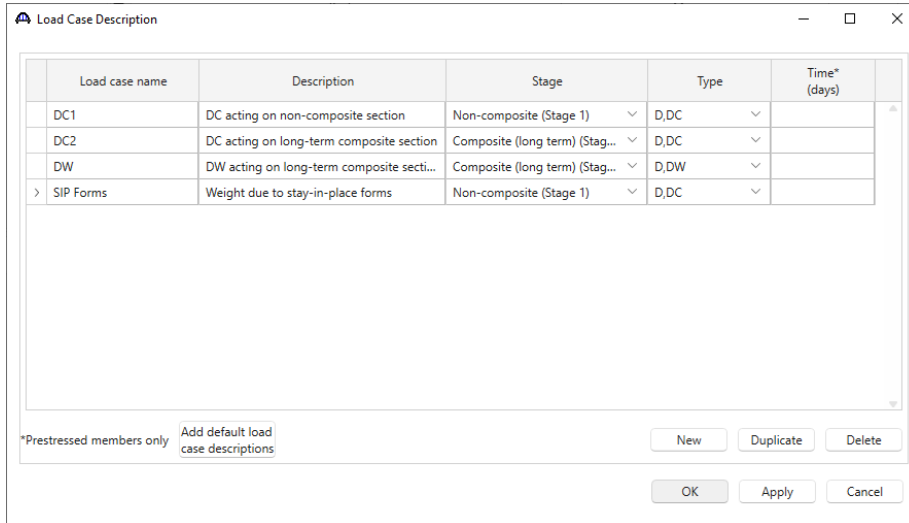 Load Case Description
Load case name Description Stage Type Time*
(days)
DC1 DC acting on non-composite section Non-composite (Stage 1) D,DC
DC2 DC acting on long-term composite section Composite (long term) (Stag... D,DC
DW DW acting on long-term composite secti... Composite (long term) (Stag... D,DW
SIP Forms Weight due to stay-in-place forms Non-composite (Stage 1) D,DC
*Prestressed members only Add default load
case descriptions New Duplicate Delete
OK Apply Cancel